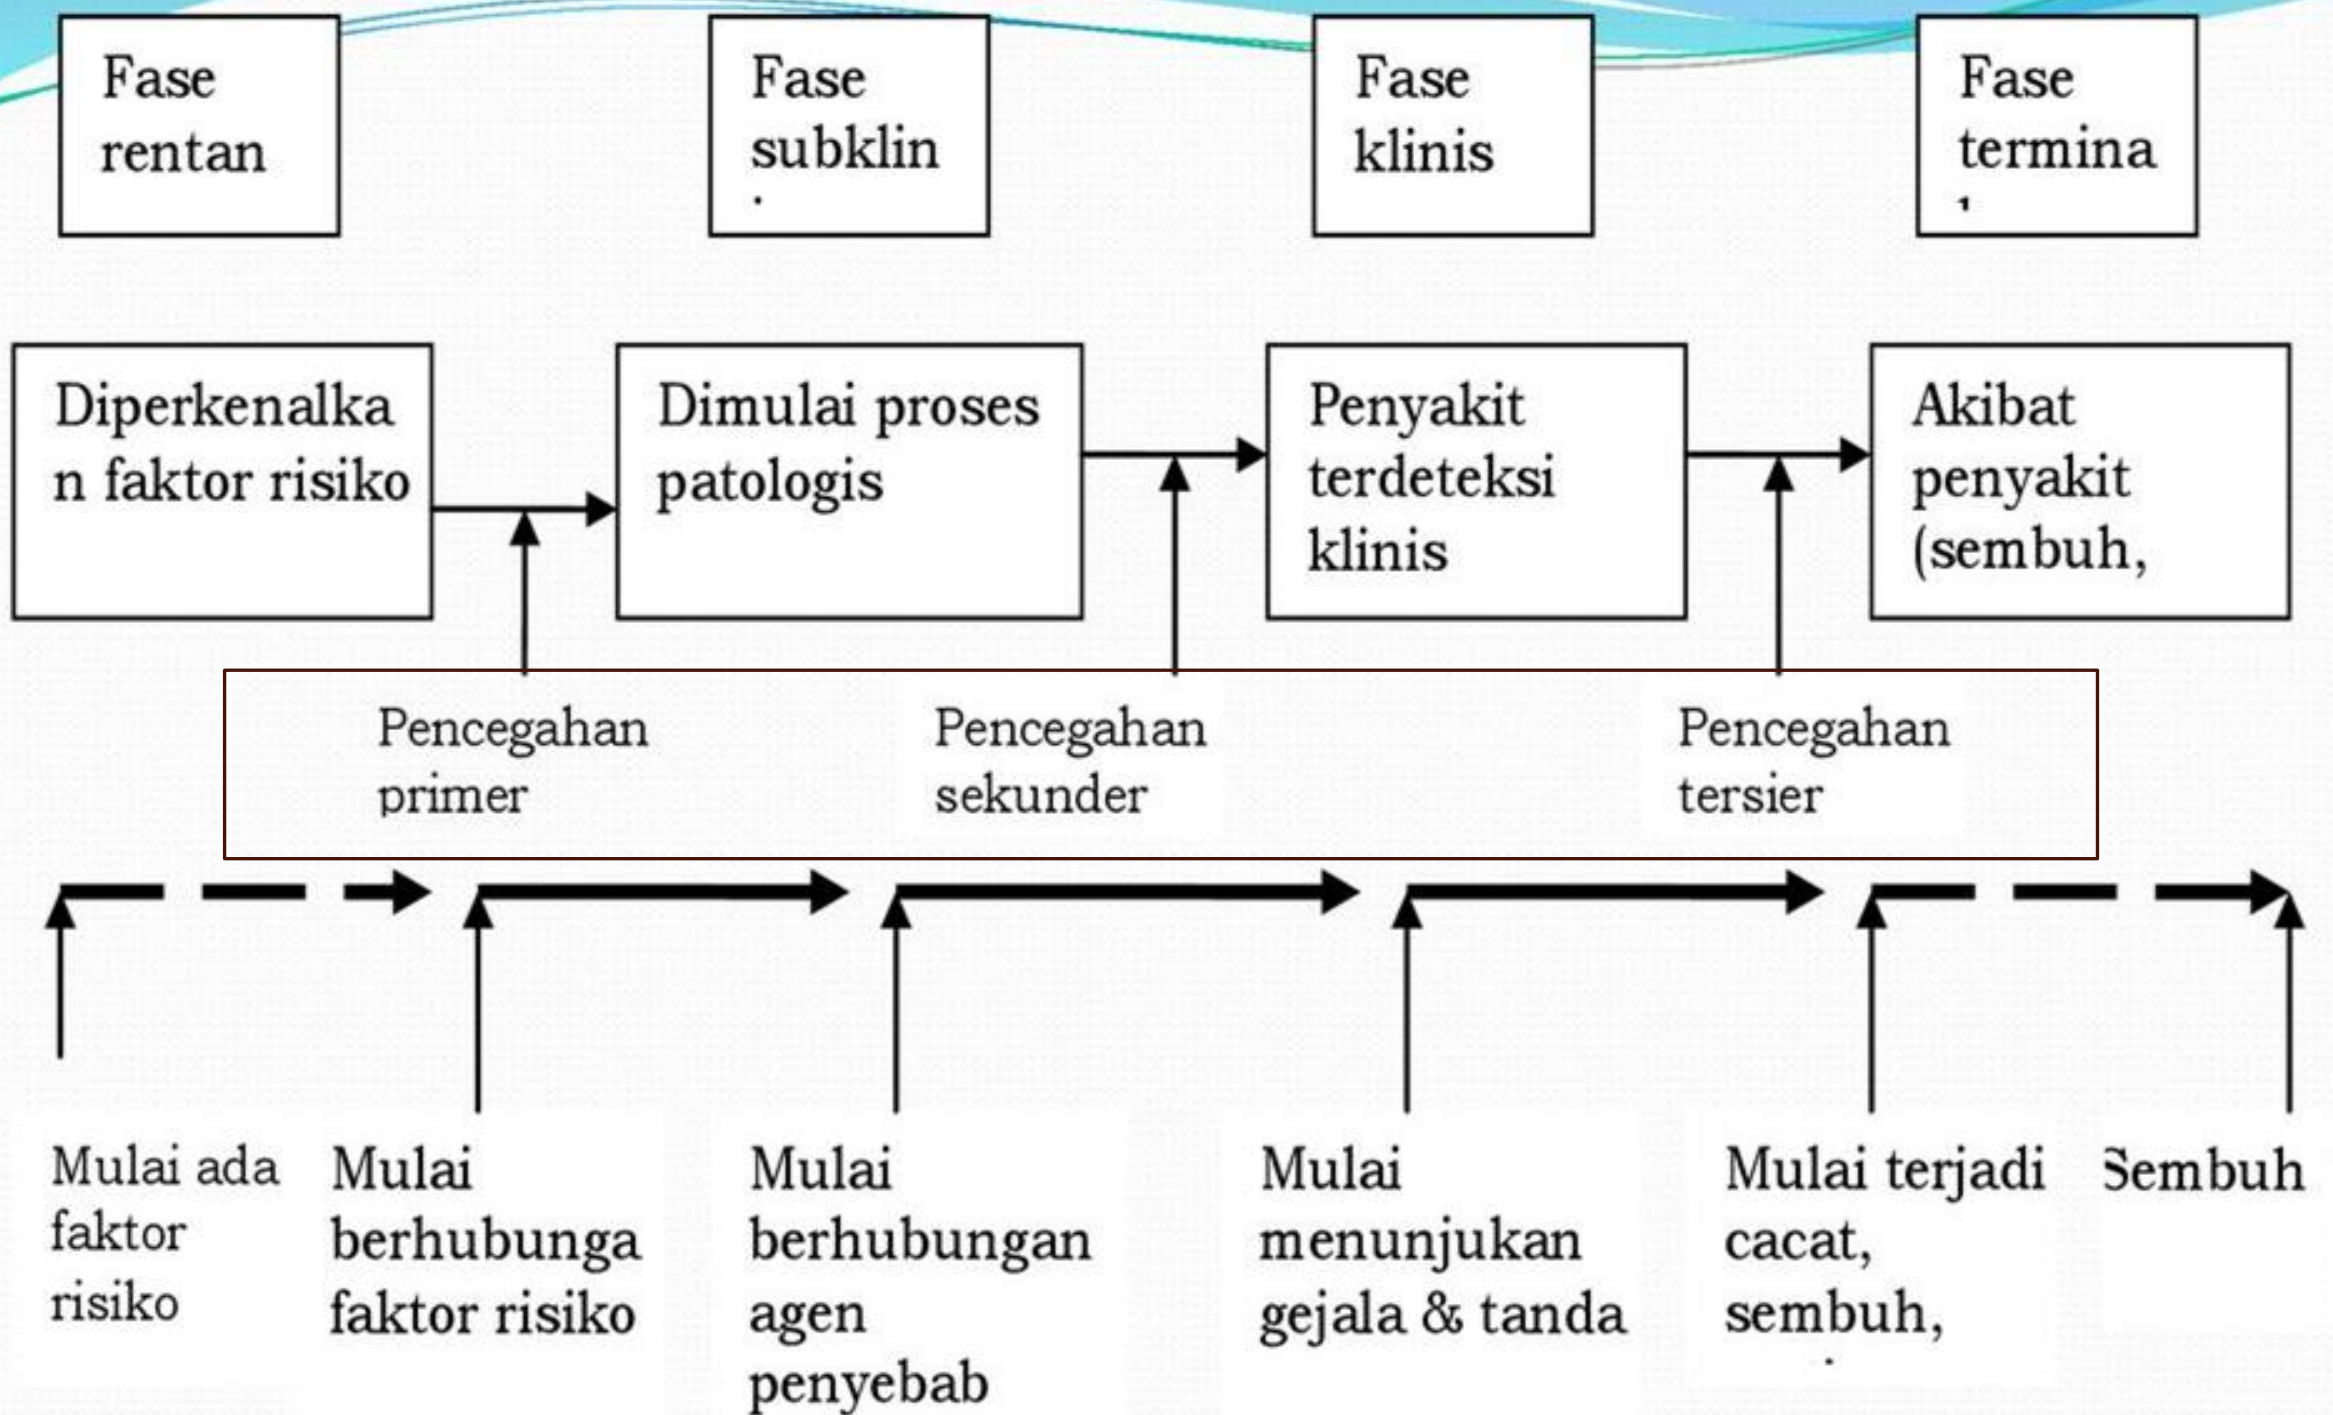 Fase
rentan
Fase
subklin
Fase
klinis
Fase
termina
Diperkenalka
n faktor risiko
Dimulai proses
patologis
Penyakit
terdeteksi
klinis
Akibat
penyakit
(sembuh,
Pencegahan
primer
Pencegahan
sekunder
Pencegahan
tersier
Mulai ada
faktor
risiko
Mulai
berhubunga
faktor risiko
Mulai
berhubungan
agen
penyebab
Mulai
menunjukan
gejala & tanda
Mulai terjadi
cacat,
sembuh,
Sembuh